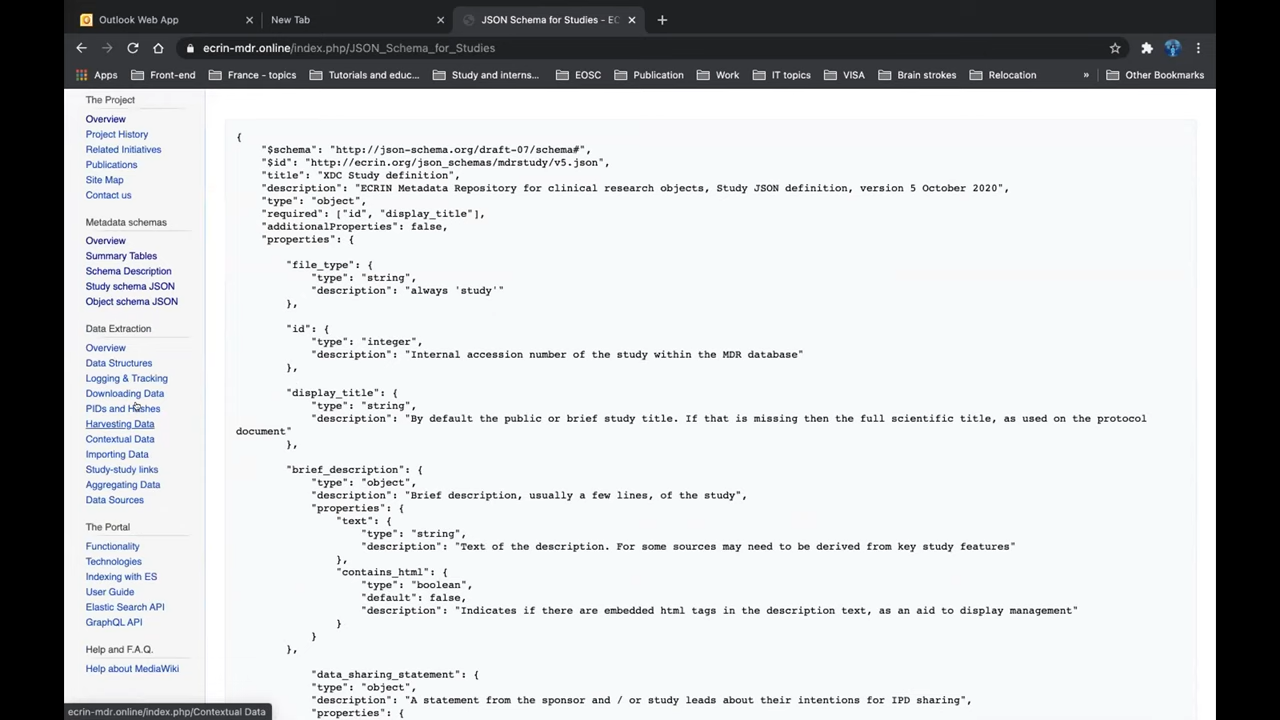 Outlook Web App
New Tab
JSON Schema for Studies - EC
ecrin-mdr.online/index.php/JSON_Schema_for_Studies
Apps
Front-end
France - topics
Tutorials and educ...
Study and interns...
EOSC
Publication
Work
IT topics
VISA
Brain strokes
Relocation
»
Other Bookmarks
The Project
Overview
Project History
Related Initiatives
Publications
Site Map
Contact us
Metadata schemas
Overview
Summary Tables
Schema Description
Study schema JSON
Object schema JSON
Data Extraction
Overview
Data Structures
Logging & Tracking
Downloading Data
PIDs and Hashes
Harvesting Data
Contextual Data
Importing Data
Study-study links
Aggregating Data
Data Sources
The Portal
Functionality
Technologies
Indexing with ES
User Guide
Elastic Search API
GraphQL API
Help and F.A.Q.
Help about MediaWiki
{
"$schema": "http://json-schema.org/draft-07/schema#",
"$id": "http://ecrin.org/json_schemas/mdrstudy/v5.json",
"title": "XDC Study definition",
"description": "ECRIN Metadata Repository for clinical research objects, Study JSON definition, version 5 October 2020",
"type": "object",
"required": ["id", "display_title"],
"additionalProperties": false,
"properties": {
"file_type": {
"type": "string",
"description": "always 'study'"
},
"id": {
"type": "integer",
"description": "Internal accession number of the study within the MDR database"
},
"display_title": {
"type": "string",
"description": "By default the public or brief study title. If that is missing then the full scientific title, as used on the protocol
document"
},
"brief_description": {
"type": "object",
"description": "Brief description, usually a few lines, of the study",
"properties": {
"text": {
"type": "string",
"description": "Text of the description. For some sources may need to be derived from key study features"
},
"contains_html": {
"type": "boolean",
"default": false,
"description": "Indicates if there are embedded html tags in the description text, as an aid to display management"
}
}
},
"data_sharing_statement": {
"type": "object",
"description": "A statement from the sponsor and / or study leads about their intentions for IPD sharing",
"properties": {
ecrin-mdr.online/index.php/Contextual Data